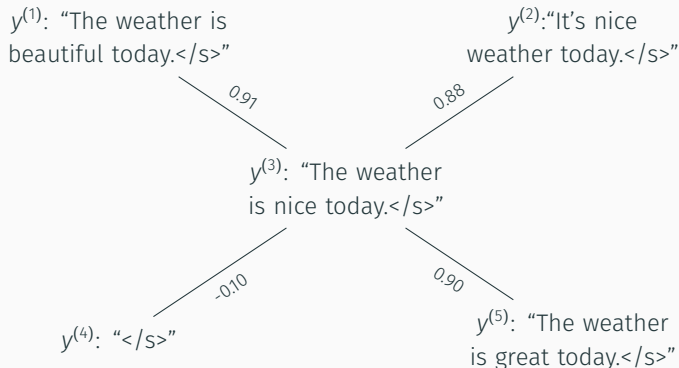 y(1): “The weather is
beautiful today.</s>”
y(2):“It’s nice
weather today.</s>”
0.91
0.88
y(3): “The weather
is nice today.</s>”
-0.10
0.90
y(4): “</s>”
y(5): “The weather
is great today.</s>”